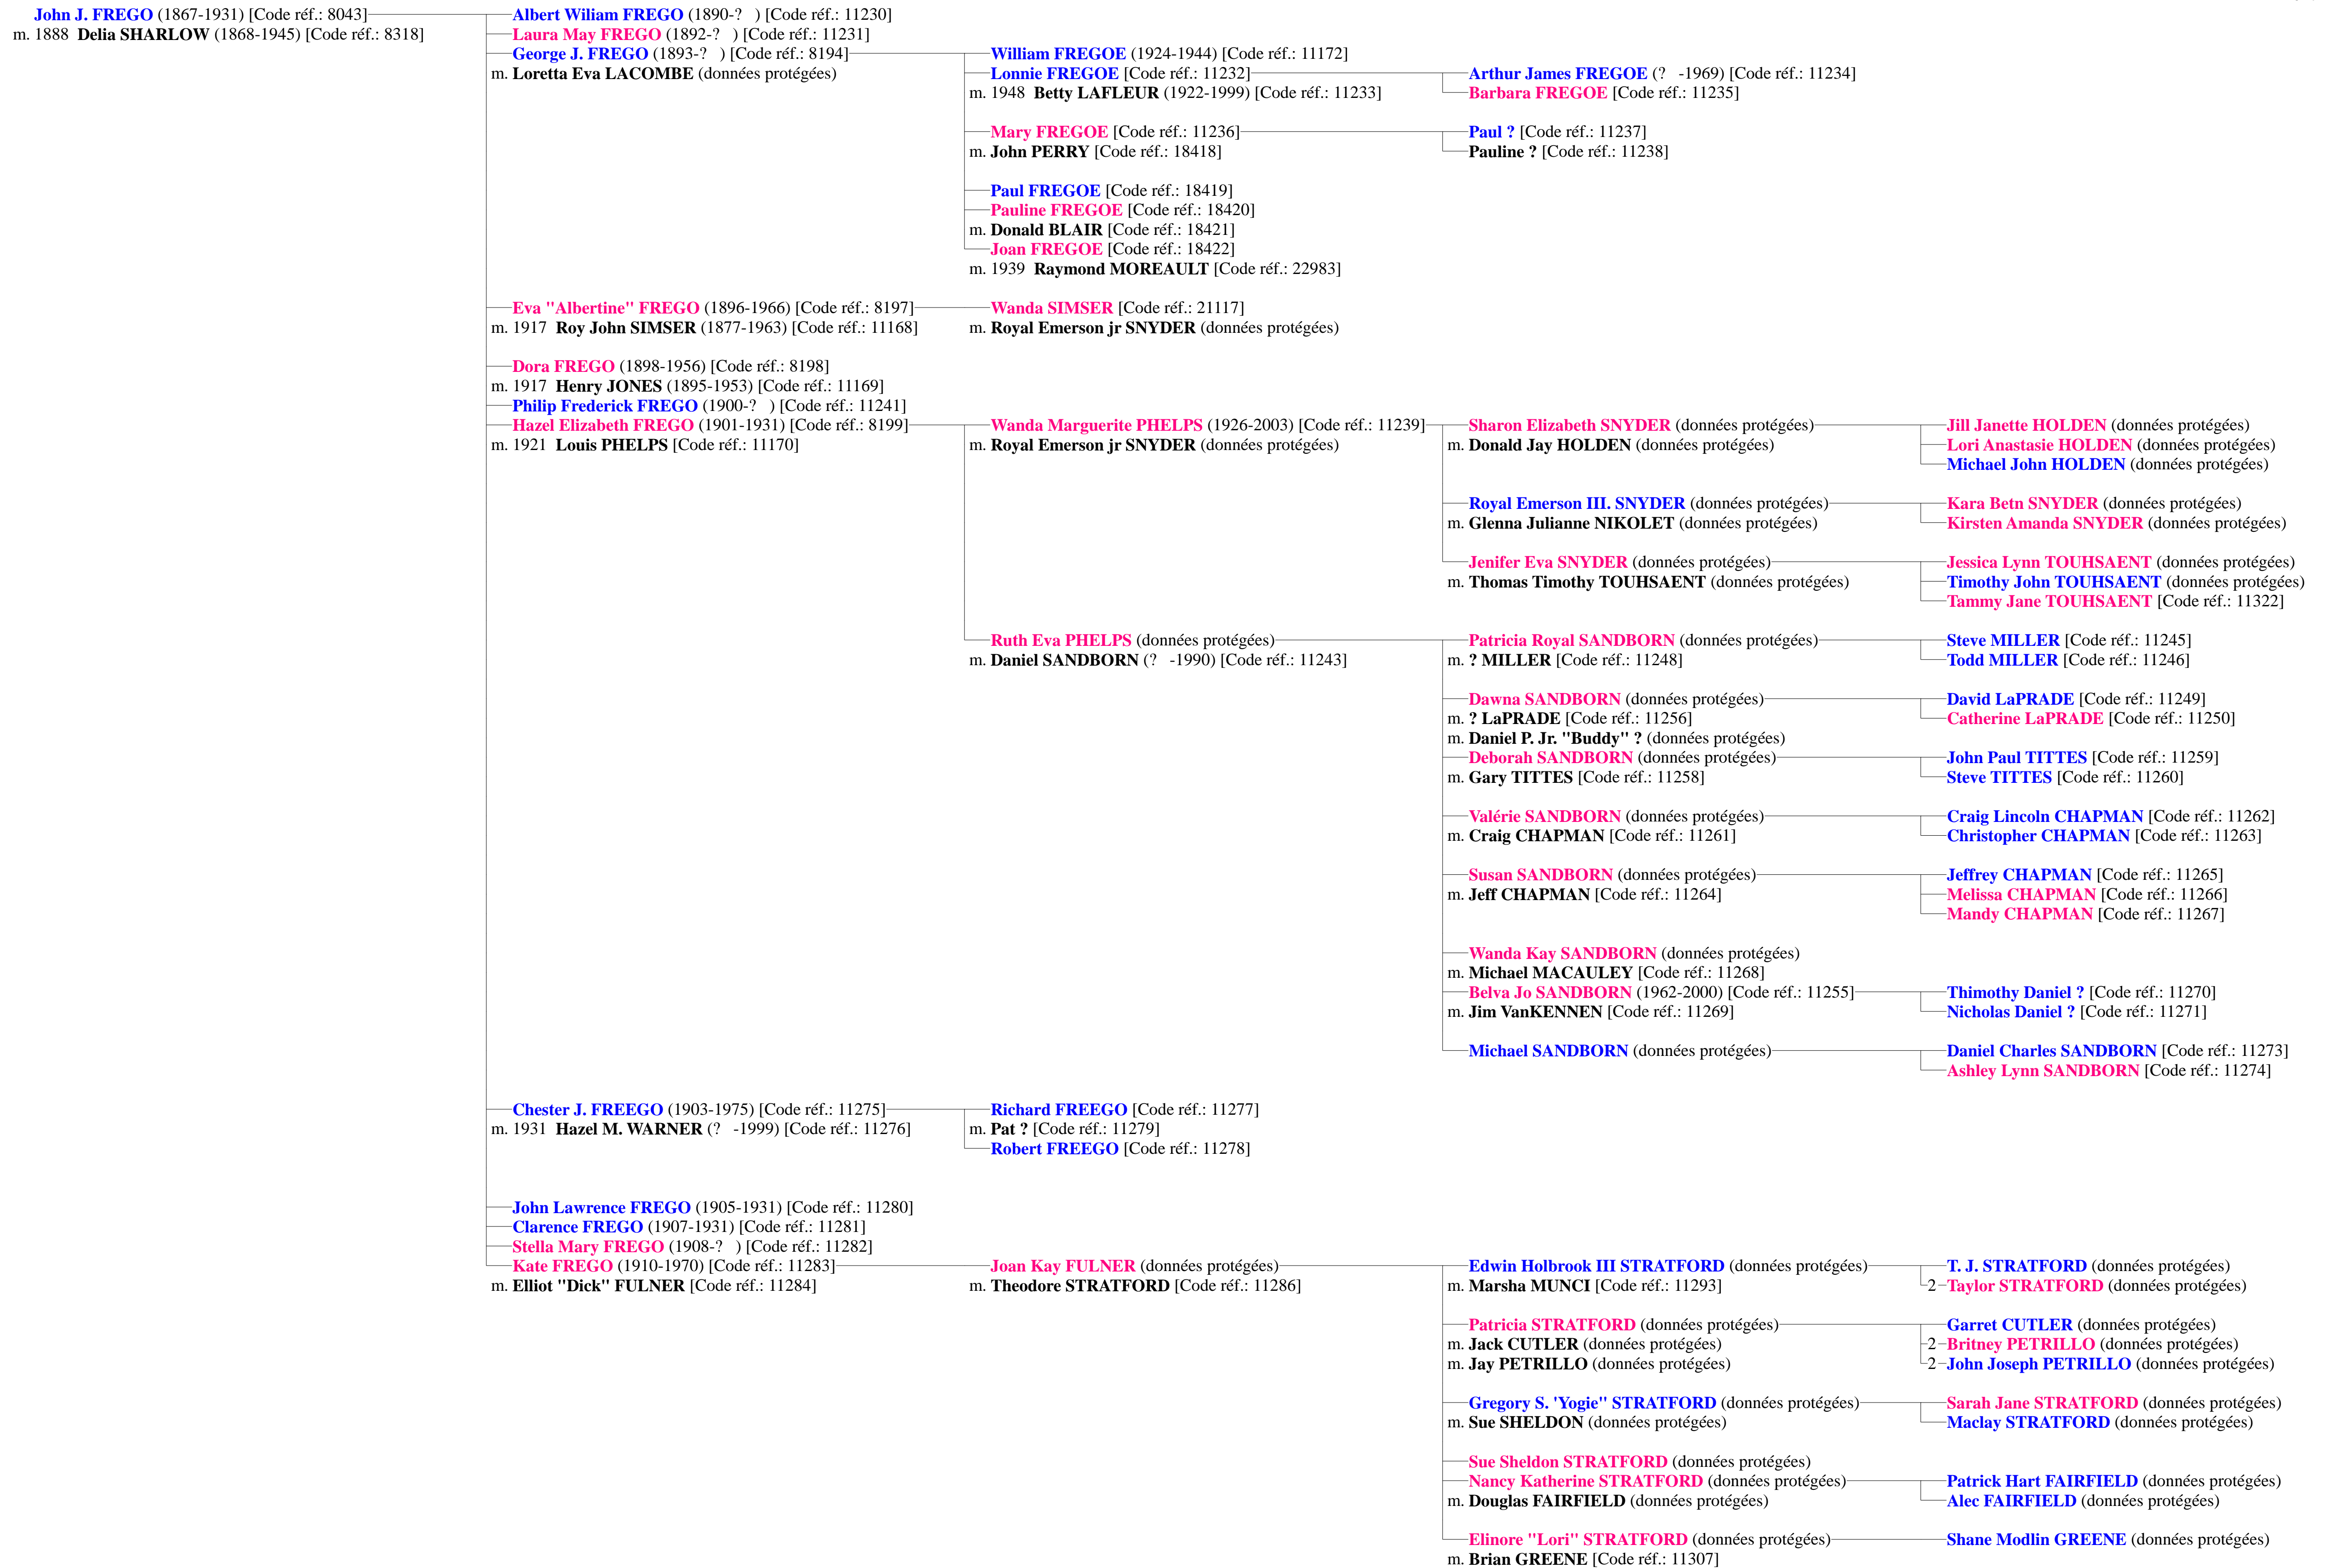 John J. FREGO (1867-1931) [Code réf.: 8043] Albert Wiliam FREGO (1890-? ) [Code réf.: 11230]
m. 1888 Delia SHARLOW (1868-1945) [Code réf.: 8318] Laura May FREGO (1892-? ) [Code réf.: 11231]
George J. FREGO (1893-? ) [Code réf.: 8194] William FREGOE (1924-1944) [Code réf.: 11172]
m. Loretta Eva LACOMBE (données protégées) Lonnie FREGOE [Code réf.: 11232] Arthur James FREGOE (? -1969) [Code réf.: 11234]
m. 1948 Betty LAFLEUR (1922-1999) [Code réf.: 11233] Barbara FREGOE [Code réf.: 11235]
Mary FREGOE [Code réf.: 11236] Paul ? [Code réf.: 11237]
m. John PERRY [Code réf.: 18418] Pauline ? [Code réf.: 11238]
Paul FREGOE [Code réf.: 18419]
Pauline FREGOE [Code réf.: 18420]
m. Donald BLAIR [Code réf.: 18421]
Joan FREGOE [Code réf.: 18422]
m. 1939 Raymond MOREAULT [Code réf.: 22983]
Eva "Albertine" FREGO (1896-1966) [Code réf.: 8197] Wanda SIMSER [Code réf.: 21117]
m. 1917 Roy John SIMSER (1877-1963) [Code réf.: 11168] m. Royal Emerson jr SNYDER (données protégées)
Dora FREGO (1898-1956) [Code réf.: 8198]
m. 1917 Henry JONES (1895-1953) [Code réf.: 11169]
Philip Frederick FREGO (1900-? ) [Code réf.: 11241]
Hazel Elizabeth FREGO (1901-1931) [Code réf.: 8199] Wanda Marguerite PHELPS (1926-2003) [Code réf.: 11239] Sharon Elizabeth SNYDER (données protégées) Jill Janette HOLDEN (données protégées)
m. 1921 Louis PHELPS [Code réf.: 11170] m. Royal Emerson jr SNYDER (données protégées) m. Donald Jay HOLDEN (données protégées) Lori Anastasie HOLDEN (données protégées)
Michael John HOLDEN (données protégées)
Royal Emerson III. SNYDER (données protégées) Kara Betn SNYDER (données protégées)
m. Glenna Julianne NIKOLET (données protégées) Kirsten Amanda SNYDER (données protégées)
Jenifer Eva SNYDER (données protégées) Jessica Lynn TOUHSAENT (données protégées)
m. Thomas Timothy TOUHSAENT (données protégées) Timothy John TOUHSAENT (données protégées)
Tammy Jane TOUHSAENT [Code réf.: 11322]
Ruth Eva PHELPS (données protégées) Patricia Royal SANDBORN (données protégées) Steve MILLER [Code réf.: 11245]
m. Daniel SANDBORN (? -1990) [Code réf.: 11243] m. ? MILLER [Code réf.: 11248] Todd MILLER [Code réf.: 11246]
Dawna SANDBORN (données protégées) David LaPRADE [Code réf.: 11249]
m. ? LaPRADE [Code réf.: 11256] Catherine LaPRADE [Code réf.: 11250]
m. Daniel P. Jr. "Buddy" ? (données protégées)
Deborah SANDBORN (données protégées) John Paul TITTES [Code réf.: 11259]
m. Gary TITTES [Code réf.: 11258] Steve TITTES [Code réf.: 11260]
Valérie SANDBORN (données protégées) Craig Lincoln CHAPMAN [Code réf.: 11262]
m. Craig CHAPMAN [Code réf.: 11261] Christopher CHAPMAN [Code réf.: 11263]
Susan SANDBORN (données protégées) Jeffrey CHAPMAN [Code réf.: 11265]
m. Jeff CHAPMAN [Code réf.: 11264] Melissa CHAPMAN [Code réf.: 11266]
Mandy CHAPMAN [Code réf.: 11267]
Wanda Kay SANDBORN (données protégées)
m. Michael MACAULEY [Code réf.: 11268]
Belva Jo SANDBORN (1962-2000) [Code réf.: 11255] Thimothy Daniel ? [Code réf.: 11270]
m. Jim VanKENNEN [Code réf.: 11269] Nicholas Daniel ? [Code réf.: 11271]
Michael SANDBORN (données protégées) Daniel Charles SANDBORN [Code réf.: 11273]
Ashley Lynn SANDBORN [Code réf.: 11274]
Chester J. FREEGO (1903-1975) [Code réf.: 11275] Richard FREEGO [Code réf.: 11277]
m. 1931 Hazel M. WARNER (? -1999) [Code réf.: 11276] m. Pat ? [Code réf.: 11279]
Robert FREEGO [Code réf.: 11278]
John Lawrence FREGO (1905-1931) [Code réf.: 11280]
Clarence FREGO (1907-1931) [Code réf.: 11281]
Stella Mary FREGO (1908-? ) [Code réf.: 11282]
Kate FREGO (1910-1970) [Code réf.: 11283] Joan Kay FULNER (données protégées) Edwin Holbrook III STRATFORD (données protégées) T. J. STRATFORD (données protégées)
m. Elliot "Dick" FULNER [Code réf.: 11284] m. Theodore STRATFORD [Code réf.: 11286] m. Marsha MUNCI [Code réf.: 11293] 2 Taylor STRATFORD (données protégées)
Patricia STRATFORD (données protégées) Garret CUTLER (données protégées)
m. Jack CUTLER (données protégées) 2 Britney PETRILLO (données protégées)
m. Jay PETRILLO (données protégées) 2 John Joseph PETRILLO (données protégées)
Gregory S. 'Yogie" STRATFORD (données protégées) Sarah Jane STRATFORD (données protégées)
m. Sue SHELDON (données protégées) Maclay STRATFORD (données protégées)
Sue Sheldon STRATFORD (données protégées)
Nancy Katherine STRATFORD (données protégées) Patrick Hart FAIRFIELD (données protégées)
m. Douglas FAIRFIELD (données protégées) Alec FAIRFIELD (données protégées)
Elinore "Lori" STRATFORD (données protégées) Shane Modlin GREENE (données protégées)
m. Brian GREENE [Code réf.: 11307]